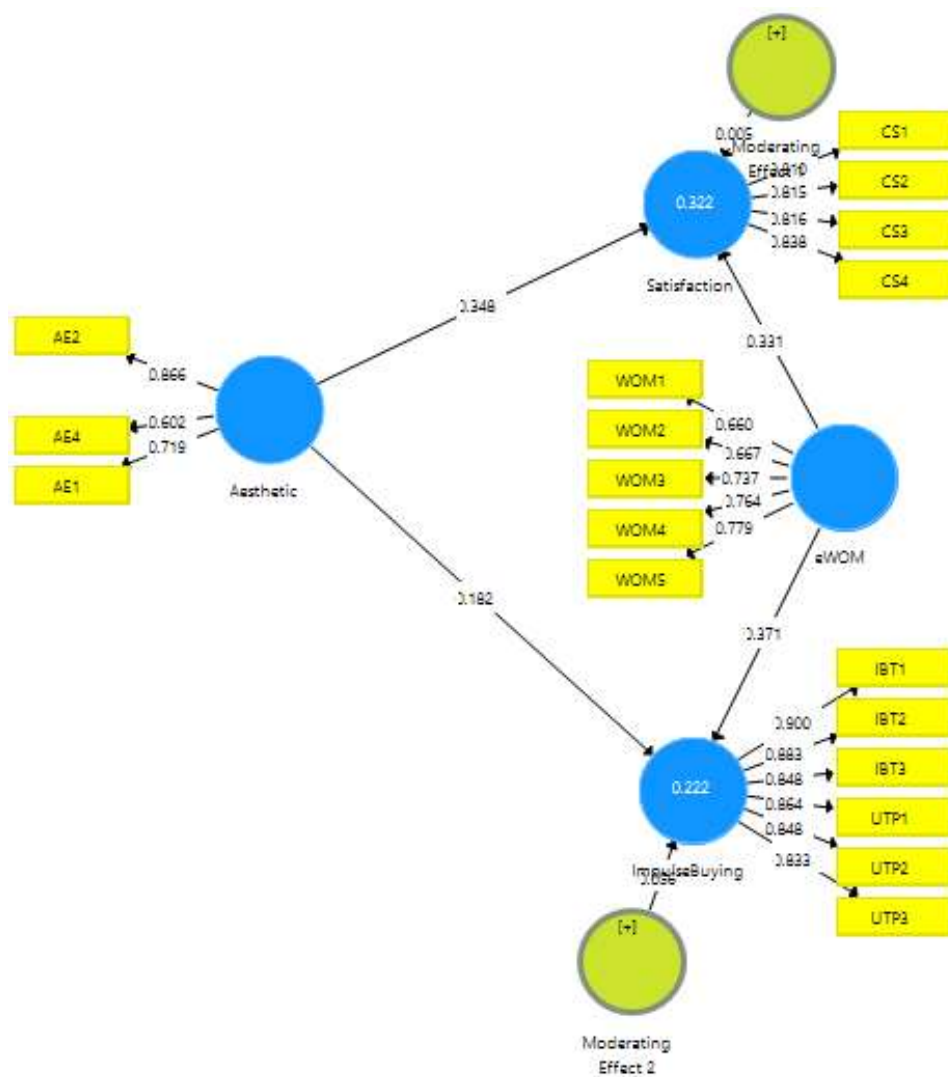 [+]
0.005
Moderating
Effect
CS1
CS2
0.815
0.322
0.816
CS3
0.838
CS4
Satisfaction
0.348
AE2
0.866
0.331
WOM1
0.660
AE4
0.602
WOM2
0.667
0.719
AE1
Aesthetic
WOM3
0.737
0.764
WOM4
0.779
eWOM
WOM5
0.182
0.371
IBT1
0.900
IBT2
0.883
IBT3
0.848
0.222
0.864
UTP1
0.848
UTP2
0.833
ImpulseBuying
UTP3
[+]
Moderating
Effect 2